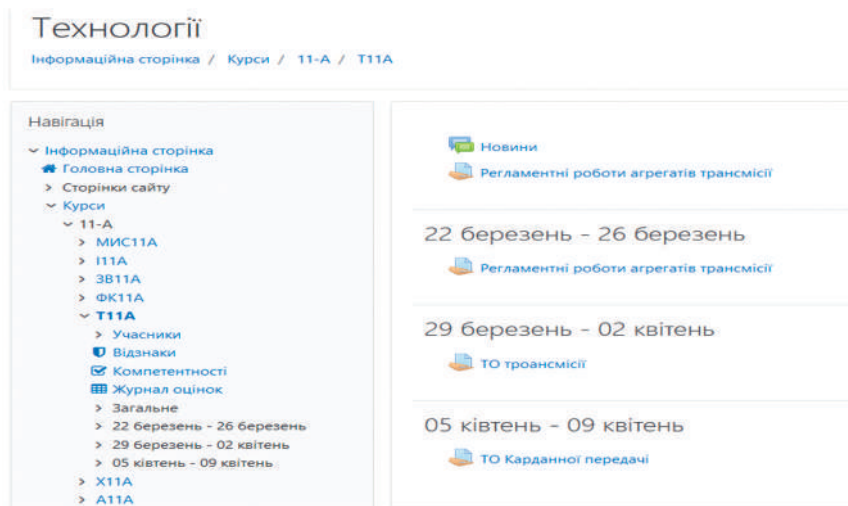 Технології
Інформаційна сторінка / Курси / 11-А / Т11А
Навігація
Інформаційна сторінка
Головна сторінка
Сторінки сайту
Курси
11-А
МИС11А
І11А
ЗВ11А
ФК11А
Т11А
Учасники
Відзнаки
Компетентності
Журнал оцінок
Загальне
22 березень - 26 березень
29 березень - 02 квітень
05 ківтень - 09 квітень
Х11А
А11А
Новини
Регламентні роботи агрегатів трансмісії
22 березень - 26 березень
Регламентні роботи агрегатів трансмісії
29 березень - 02 квітень
ТО троансмісії
05 ківтень - 09 квітень
ТО Карданної передачі